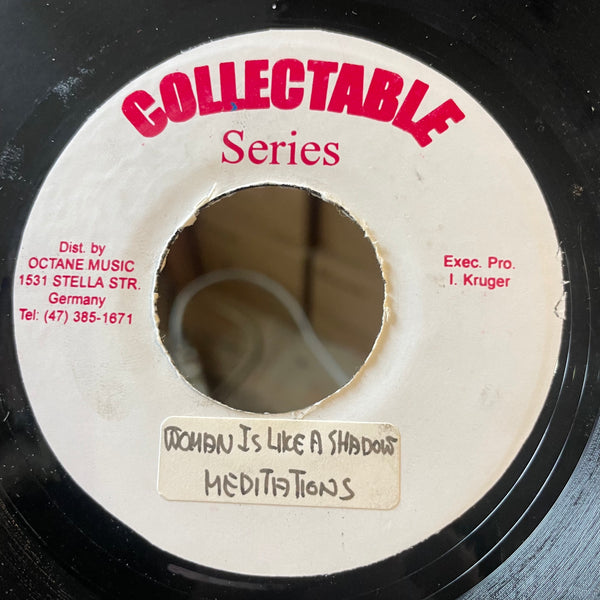 COLLECTABLE
Series
Dist. by
OCTANE MUSIC
1531 STELLA STR.
Germany
Tel: (47) 385-1671
Exec. Pro.
I. Kruger
WOMAN IS LIKE A SHADOW
MEDITATIONS